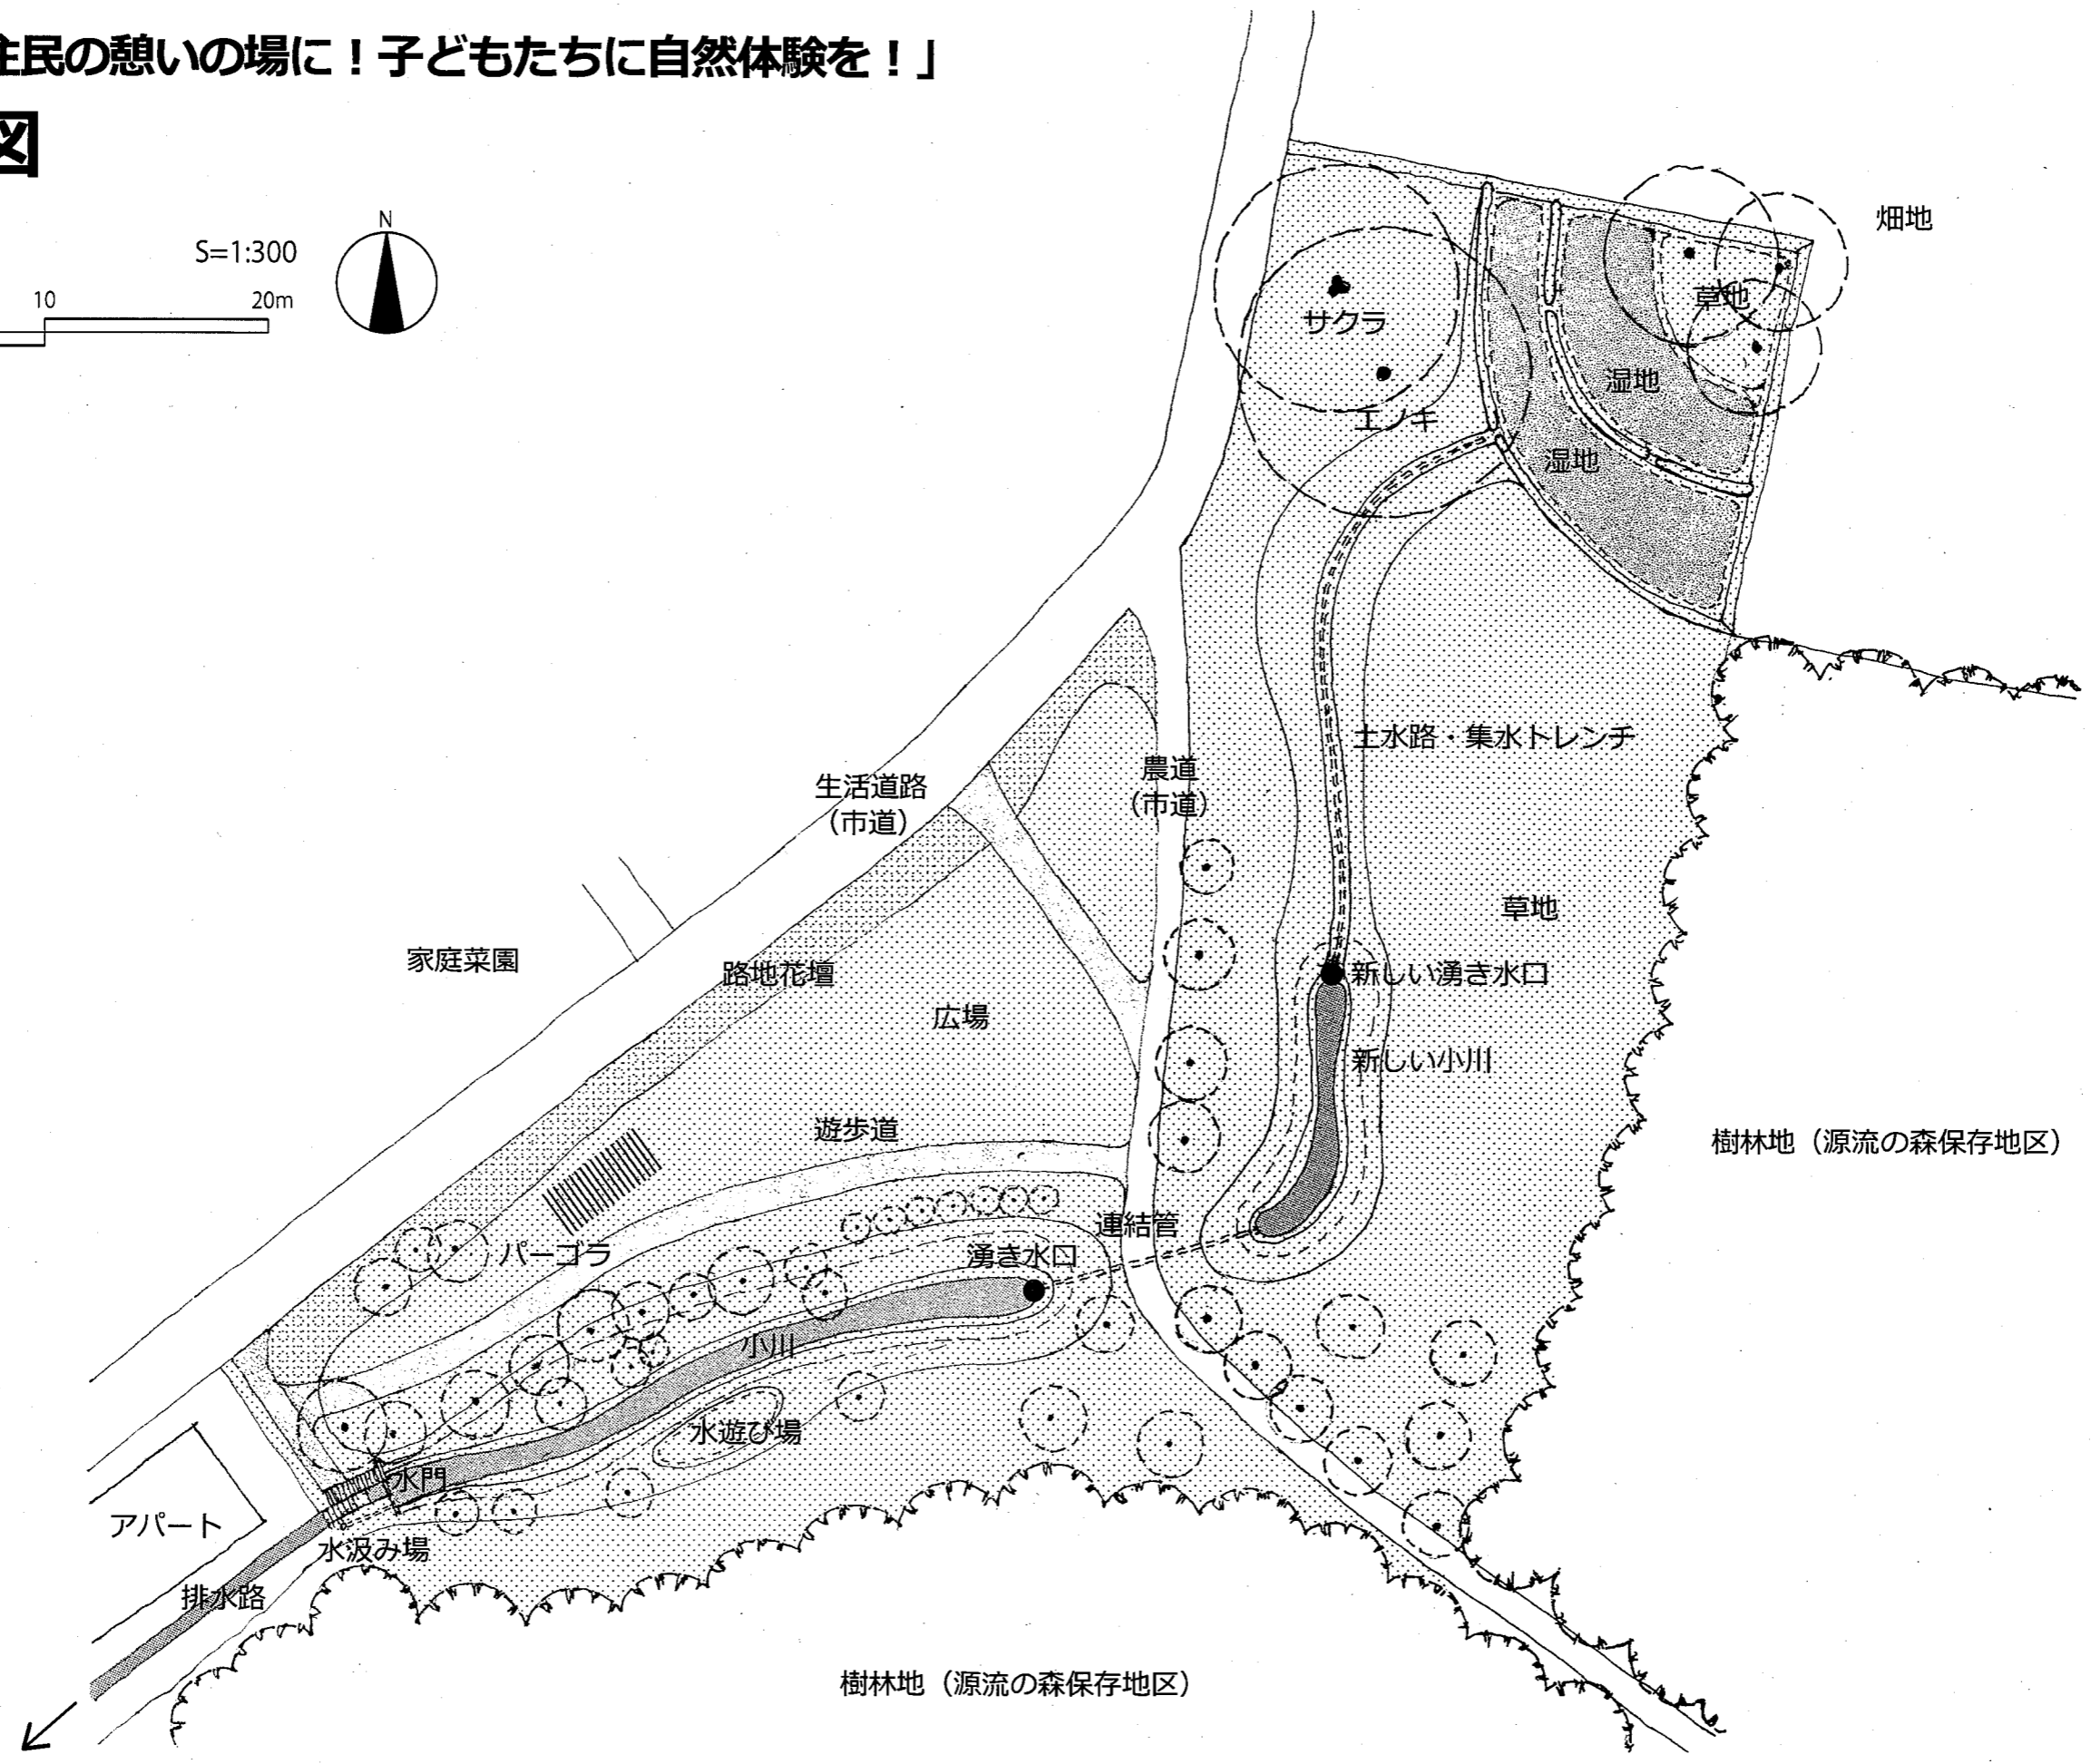 住民の憩いの場に！子どもたちに自然体験を！」
図
S=1:300
N
10
20m
畑地
草地
サクラ
湿地
エノキ
湿地
土水路・集水トレンチ
農道
（市道）
生活道路
（市道）
草地
家庭菜園
路地花壇
新しい湧き水口
広場
新しい小川
遊歩道
樹林地（源流の森保存地区）
連結管
パーゴラ
湧き水口
小川
水遊び場
水門
アパート
水汲み場
排水路
樹林地（源流の森保存地区）